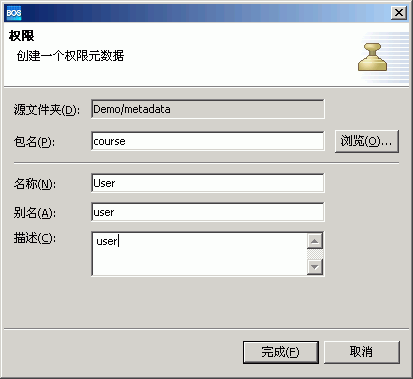 BOS
权限
创建一个权限元数据
源文件夹(D): Demo/metadata
包名(P): course 浏览(O)...
名称(N): User
别名(A): user
描述(C): user
完成(F) 取消